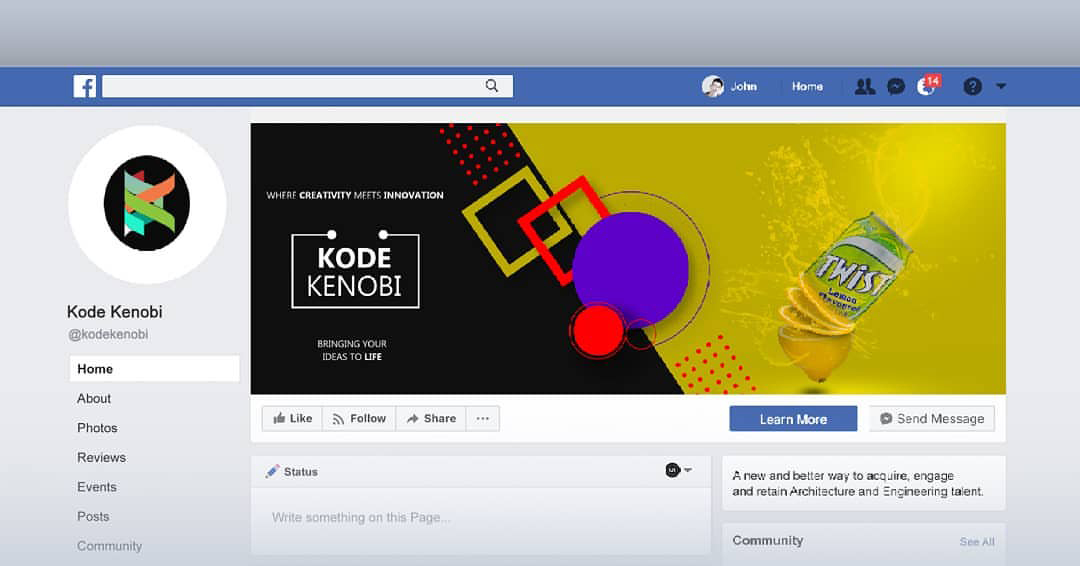 John
Home
14
?
WHERE CREATIVITY MEETS INNOVATION
KODE
KENOBI
BRINGING YOUR
IDEAS TO LIFE
TWIST
Lemon
Flavoured
Kode Kenobi
@kodekenobi
Home
About
Photos
Reviews
Events
Posts
Community
Like
Follow
Share
...
Learn More
Send Message
Status
Write something on this Page...
A new and better way to acquire, engage
and retain Architecture and Engineering talent.
Community
See All